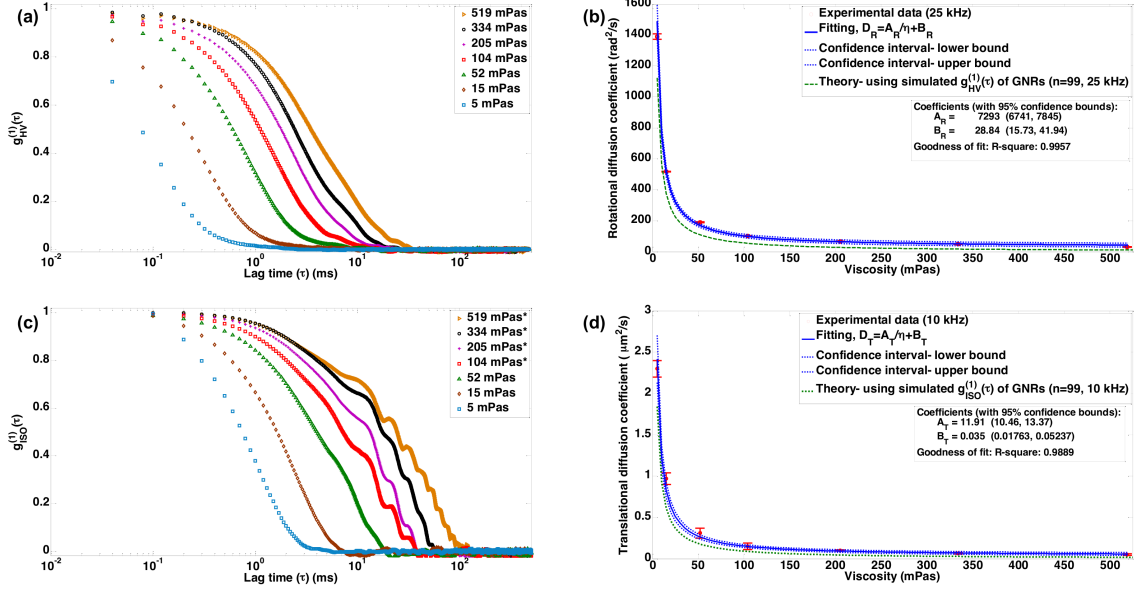 (a)
g_HV^(1)(τ)
1
0.8
0.6
0.4
0.2
0
10^-2
10^-1
10^0
10^1
10^2
Lag time (τ) (ms)
519 mPas
334 mPas
205 mPas
104 mPas
52 mPas
15 mPas
5 mPas
(b)
Rotational diffusion coefficient (rad^2/s)
1600
1400
1200
1000
800
600
400
200
0
0
50
100
150
200
250
300
350
400
450
500
Viscosity (mPas)
Experimental data (25 kHz)
Fitting, D_R=A_R/η+B_R
Confidence interval- lower bound
Confidence interval- upper bound
Theory- using simulated g_HV^(1)(τ) of GNRs (n=99, 25 kHz)
Coefficients (with 95% confidence bounds):
A_R = 7293 (6741, 7845)
B_R = 28.84 (15.73, 41.94)
Goodness of fit: R-square: 0.9957
(c)
g_ISO^(1)(τ)
1
0.8
0.6
0.4
0.2
0
10^-2
10^-1
10^0
10^1
10^2
Lag time (τ) (ms)
519 mPas*
334 mPas*
205 mPas*
104 mPas*
52 mPas
15 mPas
5 mPas
(d)
Translational diffusion coefficient ( μm^2/s)
3
2.5
2
1.5
1
0.5
0
0
50
100
150
200
250
300
350
400
450
500
Viscosity (mPas)
Experimental data (10 kHz)
Fitting, D_T=A_T/η+B_T
Confidence interval- lower bound
Confidence interval- upper bound
Theory- using simulated g_ISO^(1)(τ) of GNRs (n=99, 10 kHz)
Coefficients (with 95% confidence bounds):
A_T = 11.91 (10.46, 13.37)
B_T = 0.035 (0.01763, 0.05237)
Goodness of fit: R-square: 0.9889